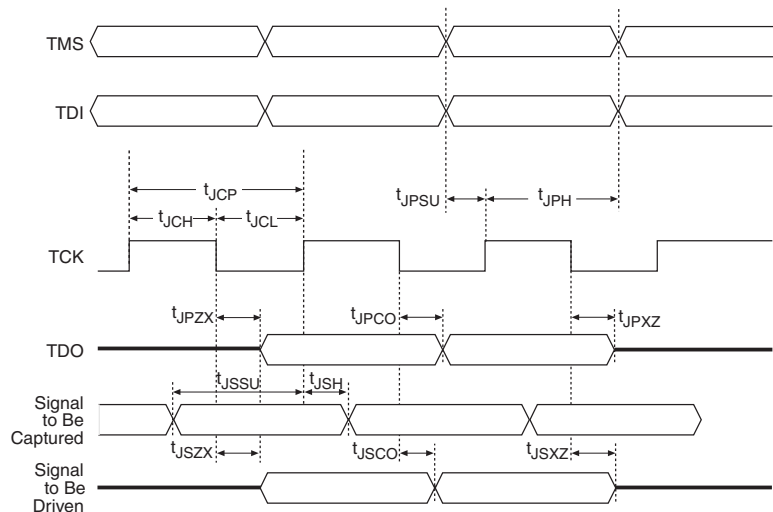 TMS
TDI
tJCP
tJCH
tJCL
tJPSU
tJPH
TCK
tJPZX
tJPCO
tJPXZ
TDO
tJSSU
tJSH
Signal
to Be
Captured
tJSZX
tJSCO
tJSXZ
Signal
to Be
Driven